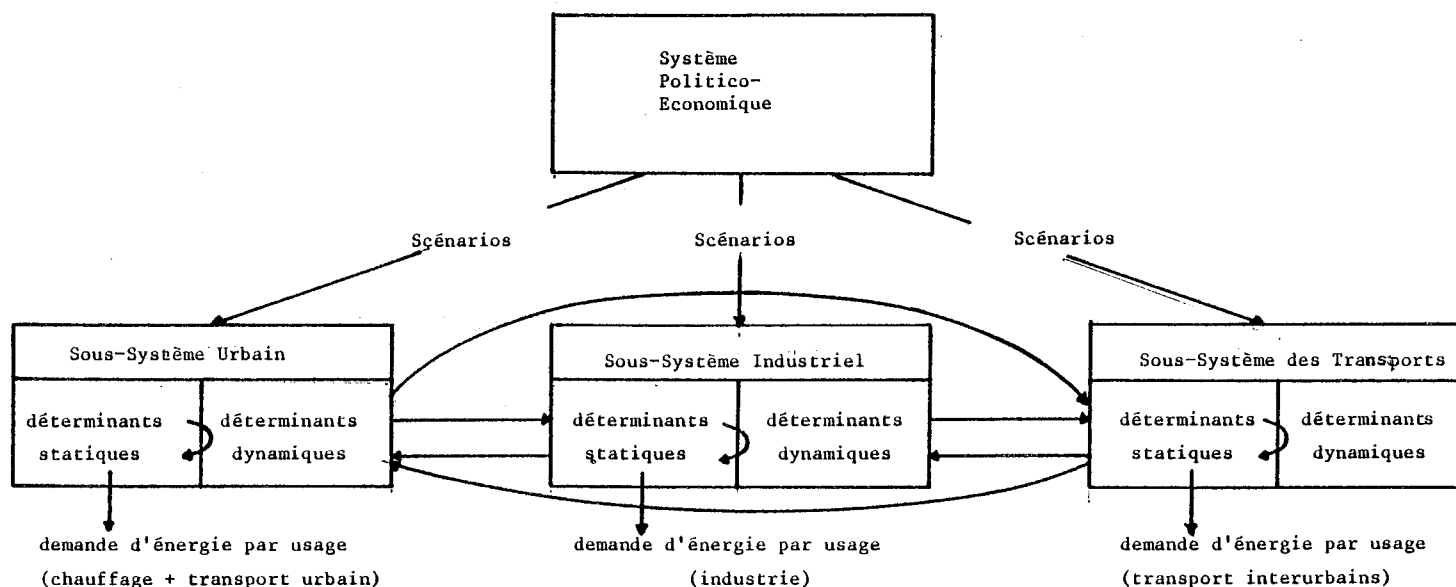 Système
Politico-
Economique
Scénarios
Scénarios
Scénarios
Sous-Système Urbain
Sous-Système Industriel
Sous-Système des Transports
déterminants
statiques
déterminants
dynamiques
déterminants
statiques
déterminants
dynamiques
déterminants
statiques
déterminants
dynamiques
demande d'énergie par usage
(chauffage + transport urbain)
demande d'énergie par usage
(industrie)
demande d'énergie par usage
(transport interurbains)